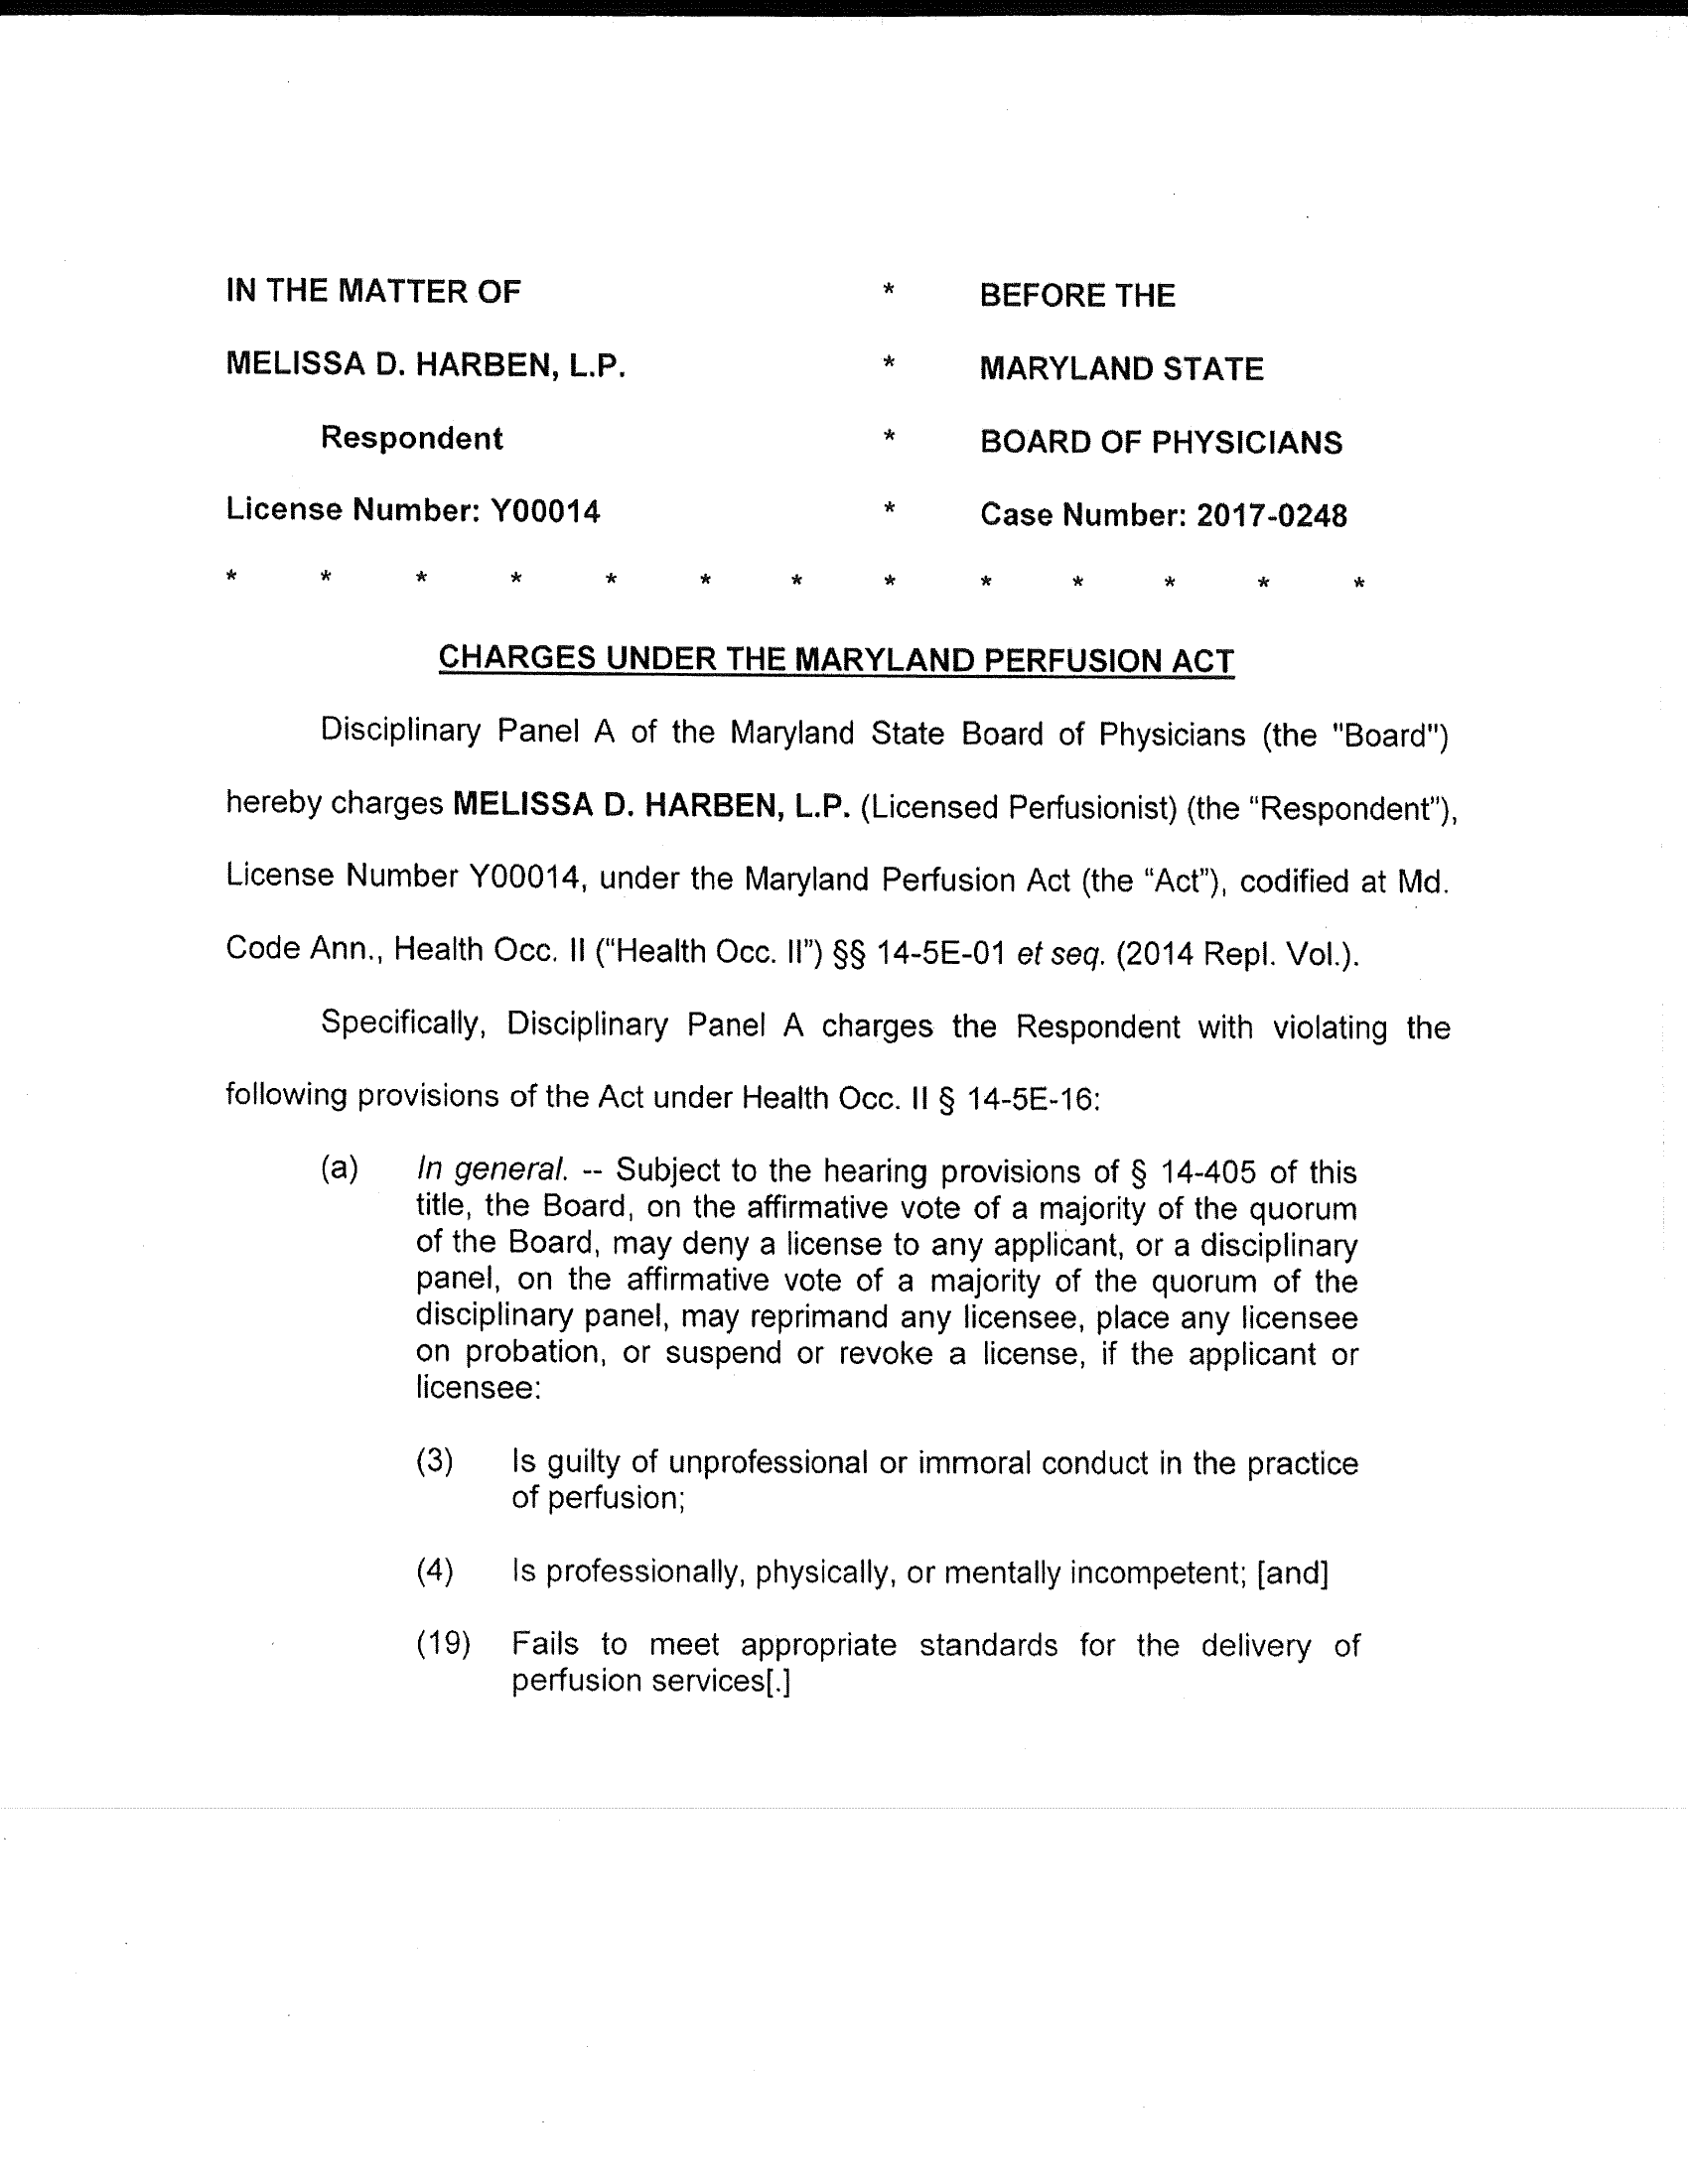 IN THE MATTER OF * BEFORE THE
MELISSA D. HARBEN, L.P. * MARYLAND STATE
Respondent * BOARD OF PHYSICIANS
License Number: Y00014 * Case Number: 2017-0248
* * * * * * * * * * * * *
CHARGES UNDER THE MARYLAND PERFUSION ACT
Disciplinary Panel A of the Maryland State Board of Physicians (the "Board")
hereby charges MELISSA D. HARBEN, L.P. (Licensed Perfusionist) (the “Respondent”),
License Number Y00014, under the Maryland Perfusion Act (the “Act”), codified at Md.
Code Ann., Health Occ. II (“Health Occ. II”) §§ 14-5E-01 et seq. (2014 Repl. Vol.).
Specifically, Disciplinary Panel A charges the Respondent with violating the
following provisions of the Act under Health Occ. II § 14-5E-16:
(a) In general. -- Subject to the hearing provisions of § 14-405 of this
title, the Board, on the affirmative vote of a majority of the quorum
of the Board, may deny a license to any applicant, or a disciplinary
panel, on the affirmative vote of a majority of the quorum of the
disciplinary panel, may reprimand any licensee, place any licensee
on probation, or suspend or revoke a license, if the applicant or
licensee:
(3) Is guilty of unprofessional or immoral conduct in the practice
of perfusion;
(4) Is professionally, physically, or mentally incompetent; [and]
(19) Fails to meet appropriate standards for the delivery of
perfusion services[.]